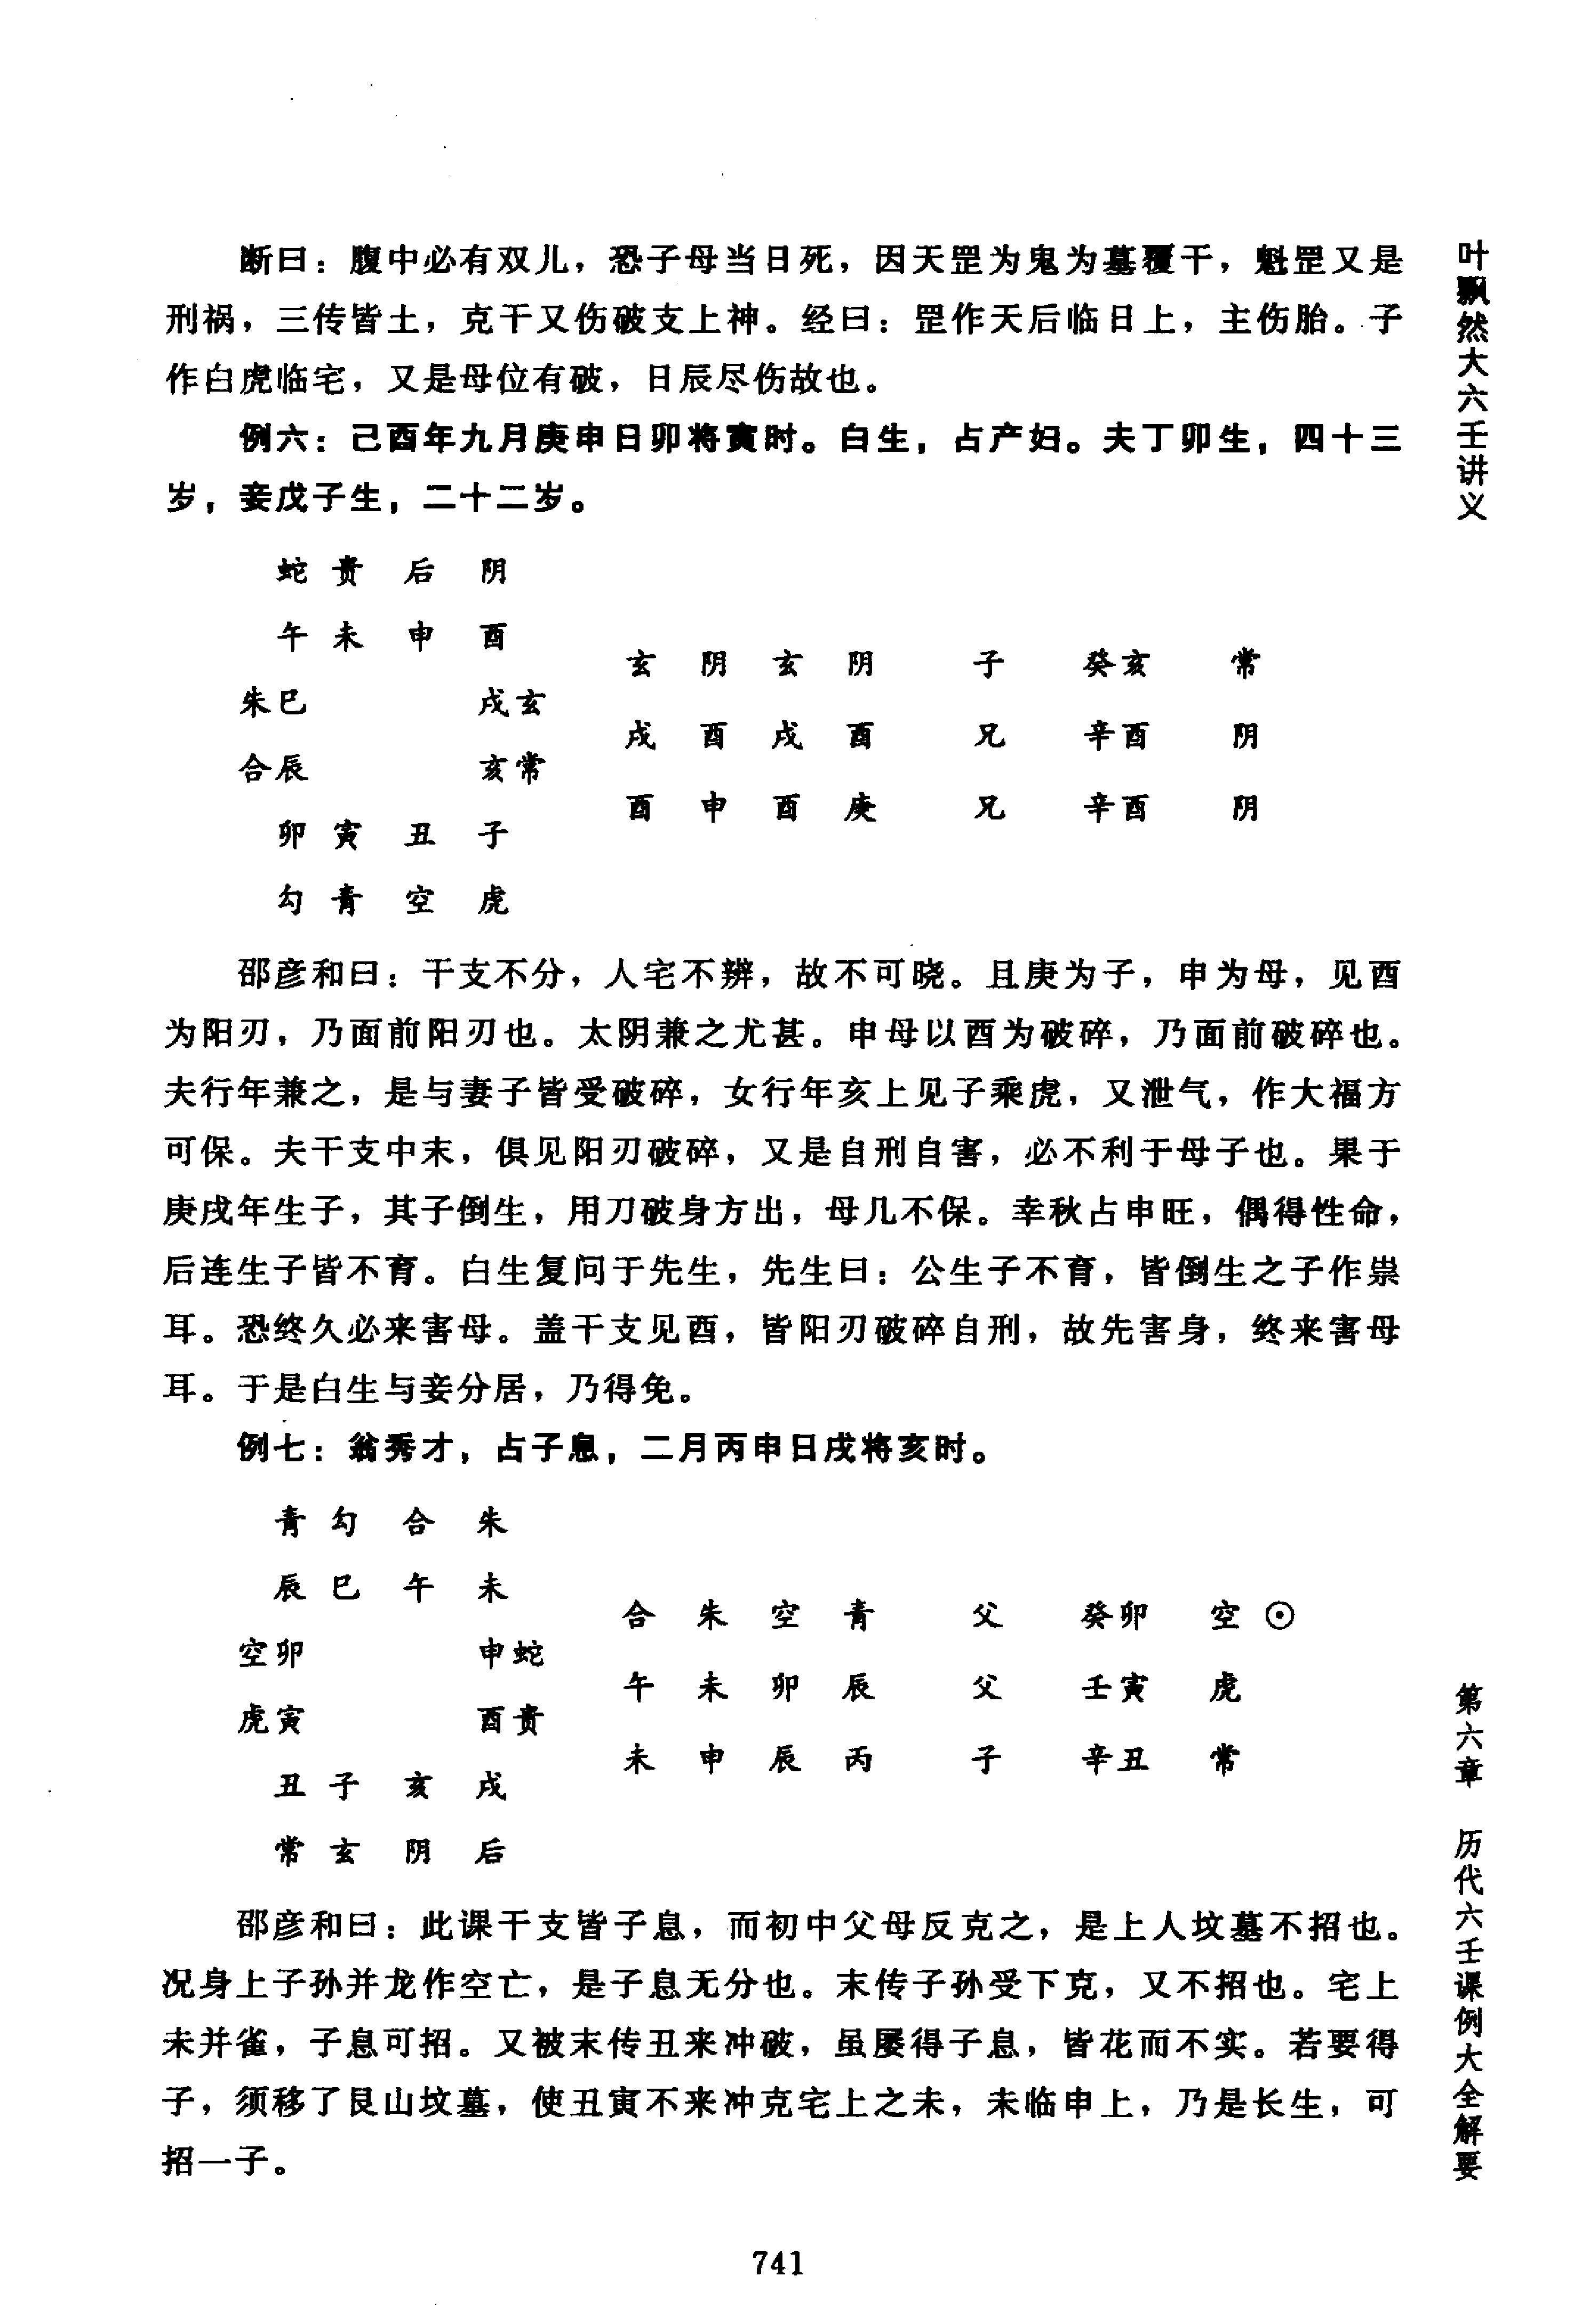 断曰：腹中必有双儿，恐子母当日死，因天罡为鬼为墓覆干，魁罡又是
刑祸，三传皆土，克干又伤破支上神。经曰：罡作天后临日上，主伤胎。子
作白虎临宅，又是母位有破，日辰尽伤故也。
例六：己酉年九月庚申日卯将寅时。白生，占产妇。夫丁卯生，四十三
岁，妾戊子生，二十二岁。
蛇 贵 后 阴
午 未 申 酉
玄 阴 玄 阴 子 癸亥 常
朱巳 戌玄
戌 酉 戌 酉 兄 辛酉 阴
合辰 亥常
酉 申 酉 庚 兄 辛酉 阴
卯 寅 丑 子
勾 青 空 虎
邵彦和曰：干支不分，人宅不辨，故不可晓。且庚为子，申为母，见酉
为阳刃，乃面前阳刃也。太阴兼之尤甚。申母以酉为破碎，乃面前破碎也。
夫行年兼之，是与妻子皆受破碎，女行年亥上见子乘虎，又泄气，作大福方
可保。夫干支中末，俱见阳刃破碎，又是自刑自害，必不利于母子也。果于
庚戌年生子，其子倒生，用刀破身方出，母几不保。幸秋占申旺，偶得性命，
后连生子皆不育。白生复问于先生，先生曰：公生子不育，皆倒生之子作祟
耳。恐终久必来害母。盖干支见酉，皆阳刃破碎自刑，故先害身，终来害母
耳。于是白生与妾分居，乃得免。
例七：翁秀才，占子息，二月丙申日戌将亥时。
青 勾 合 朱
辰 巳 午 未
合 朱 空 青 父 癸卯 空 ⊙
空卯 申蛇
午 未 卯 辰 父 壬寅 虎
虎寅 酉贵
未 申 辰 丙 子 辛丑 常
丑 子 亥 戌
常 玄 阴 后
邵彦和曰：此课干支皆子息，而初中父母反克之，是上人坟墓不招也。
况身上子孙并龙作空亡，是子息无分也。末传子孙受下克，又不招也。宅上
未并雀，子息可招。又被末传丑来冲破，虽屡得子息，皆花而不实。若要得
子，须移了艮山坟墓，使丑寅不来冲克宅上之未，未临申上，乃是长生，可
招一子。
叶飘然大六壬讲义
第六章 历代六壬课例大全解要
741